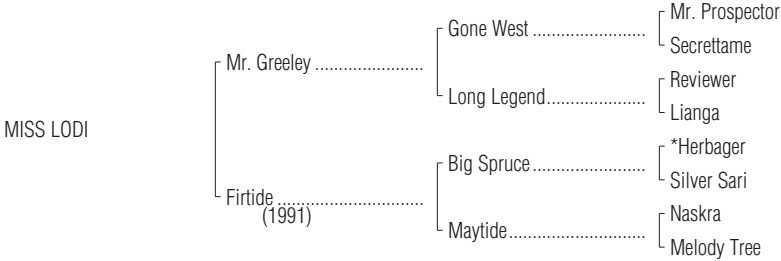 Mr. Prospector
Gone West ........................
Secrettame
Mr. Greeley .......................
Reviewer
Long Legend.....................
Lianga
MISS LODI
*Herbager
Big Spruce ........................
Silver Sari
Firtide ...............................
(1991)
Naskra
Maytide.............................
Melody Tree